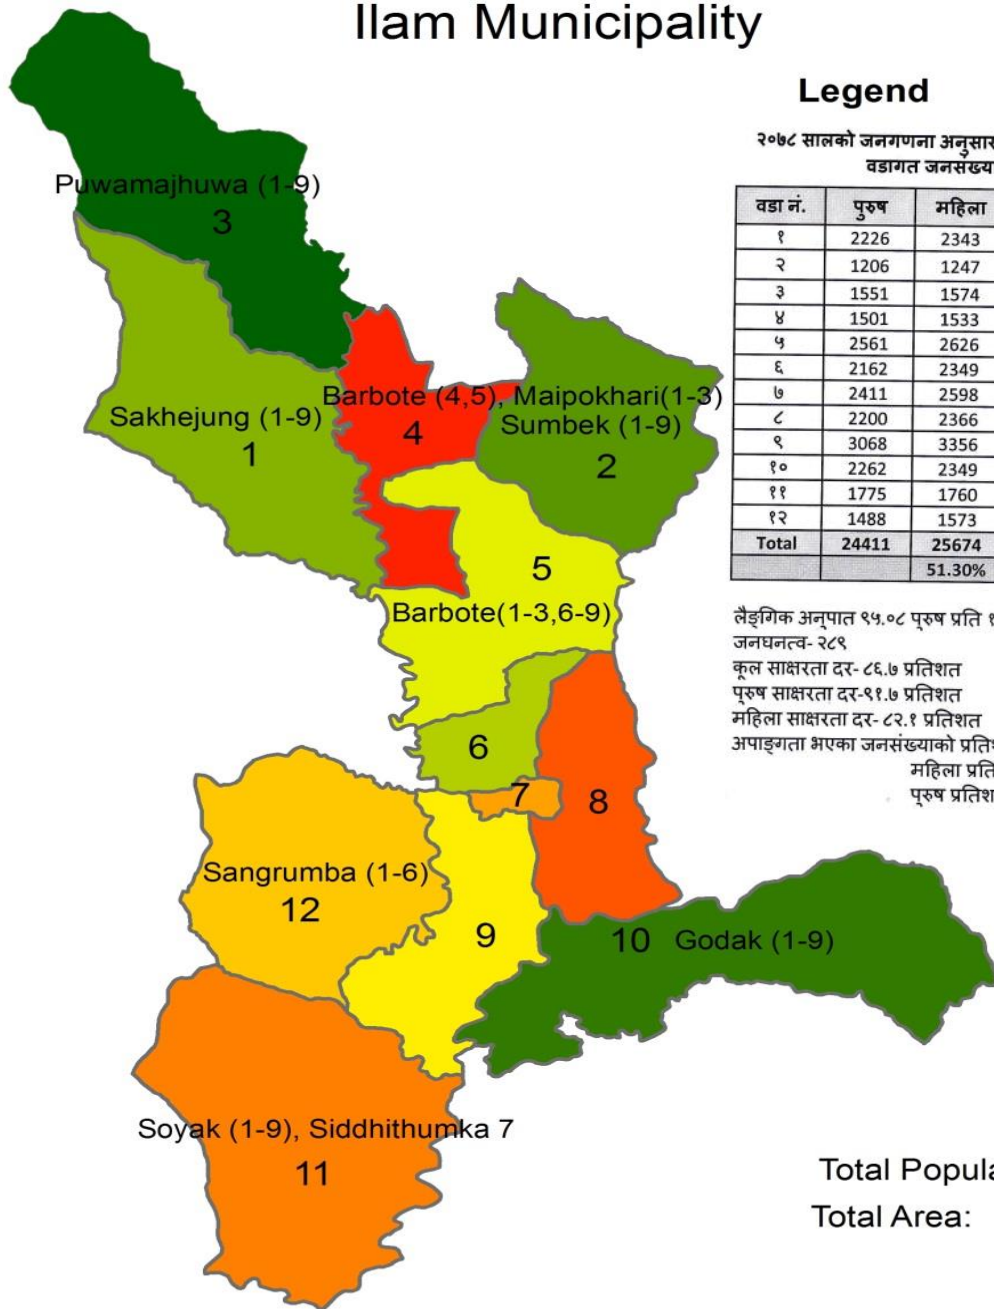 Ilam Municipality
Legend
२०७८ सालको जनगणना अनुसार
वडागत जनसंख्या
वडा नं. पुरुष महिला
१ 2226 2343
२ 1206 1247
३ 1551 1574
४ 1501 1533
५ 2561 2626
६ 2162 2349
७ 2411 2598
८ 2200 2366
९ 3068 3356
१० 2262 2349
११ 1775 1760
१२ 1488 1573
Total 24411 25674
51.30%
लैङ्गिक अनुपात ९५.०८ पुरुष प्रति
जनघनत्व- २८९
कूल साक्षरता दर- ८६.७ प्रतिशत
पुरुष साक्षरता दर-९१.७ प्रतिशत
महिला साक्षरता दर- ८२.१ प्रतिशत
अपाङ्गता भएका जनसंख्याको
महिला
पुरुष
Puwamajhuwa (1-9)
3
Sakhejung (1-9)
1
Barbote (4,5), Maipokhari(1-3)
4
Sumbek (1-9)
2
5
Barbote(1-3,6-9)
6
7
8
Sangrumba (1-6)
12
9
10 Godak (1-9)
Soyak (1-9), Siddhithumka 7
11
Total Popula
Total Area: